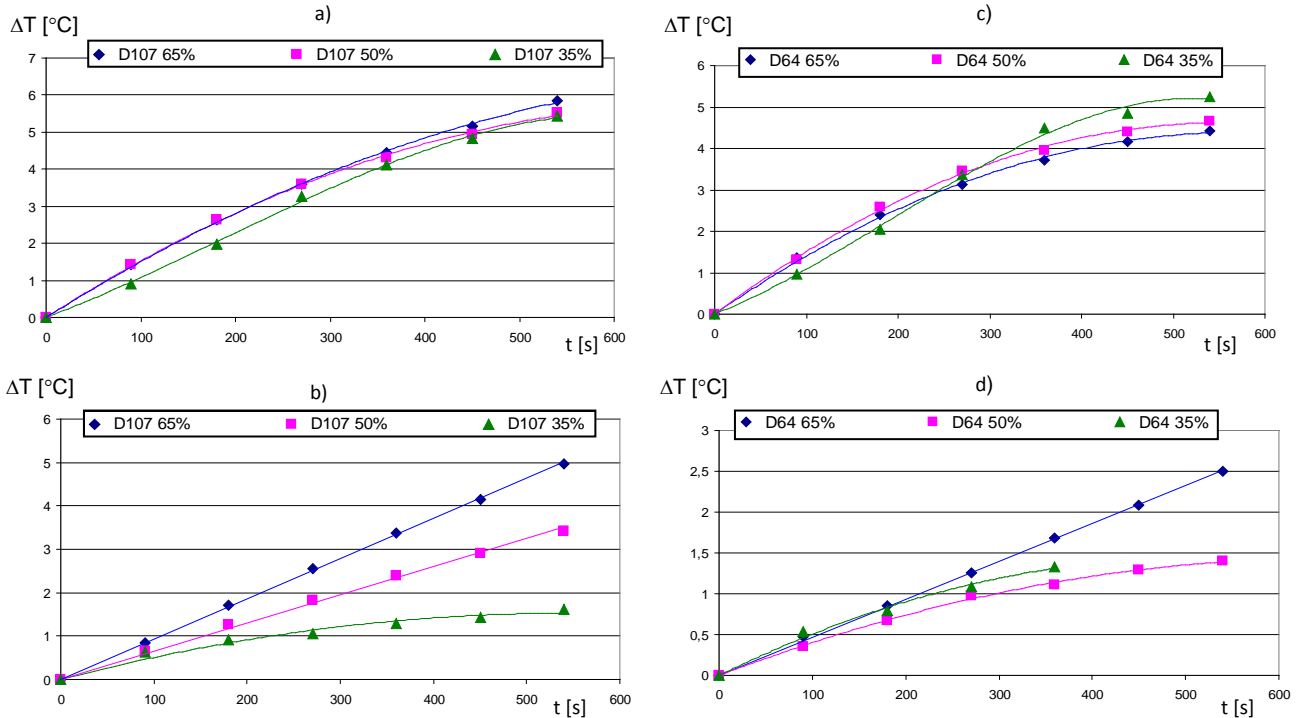 a)
ΔT [°C]
D107 65% D107 50% D107 35%
7
6
5
4
3
2
1
0
0 100 200 300 400 500 600
t [s]
c)
ΔT [°C]
D64 65% D64 50% D64 35%
6
5
4
3
2
1
0
0 100 200 300 400 500 600
t [s]
b)
ΔT [°C]
D107 65% D107 50% D107 35%
6
5
4
3
2
1
0
0 100 200 300 400 500 600
t [s]
d)
ΔT [°C]
D64 65% D64 50% D64 35%
3
2,5
2
1,5
1
0,5
0
0 100 200 300 400 500 600
t [s]